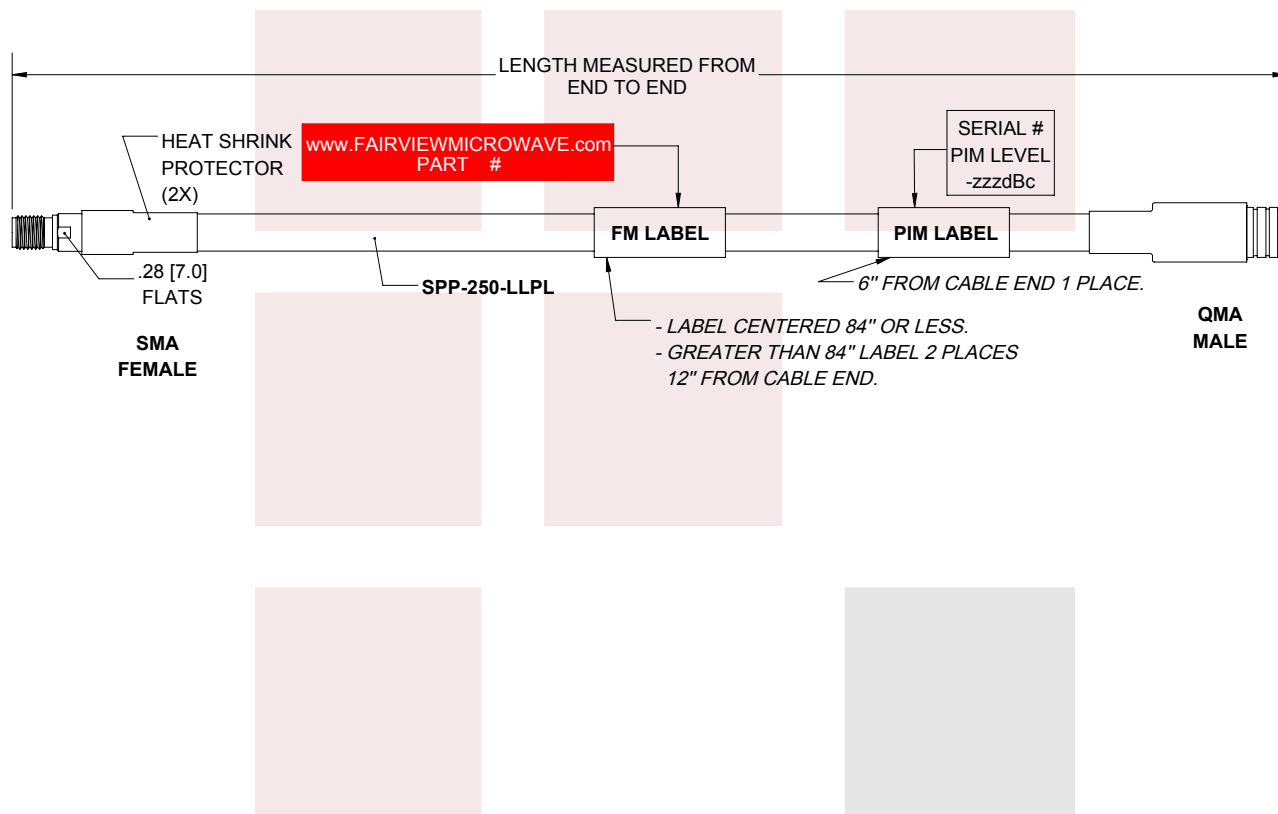 LENGTH MEASURED FROM
END TO END
HEAT SHRINK
PROTECTOR
(2X)
www.FAIRVIEWMICROWAVE.com
PART #
SERIAL #
PIM LEVEL
-zzzdBc
FM LABEL
PIM LABEL
.28 [7.0]
FLATS
SPP-250-LLPL
6" FROM CABLE END 1 PLACE.
SMA
FEMALE
- LABEL CENTERED 84" OR LESS.
- GREATER THAN 84" LABEL 2 PLACES
12" FROM CABLE END.
QMA
MALE